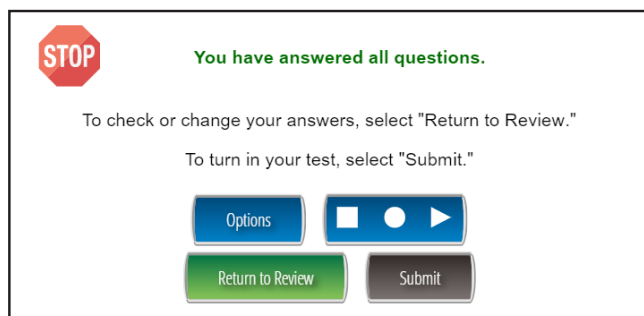 STOP
You have answered all questions.
To check or change your answers, select "Return to Review."
To turn in your test, select "Submit."
Options
Return to Review
Submit